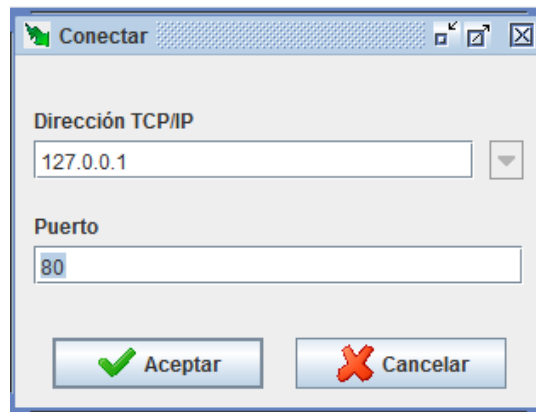 Conectar
Dirección TCP/IP
127.0.0.1
Puerto
80
Aceptar Cancelar